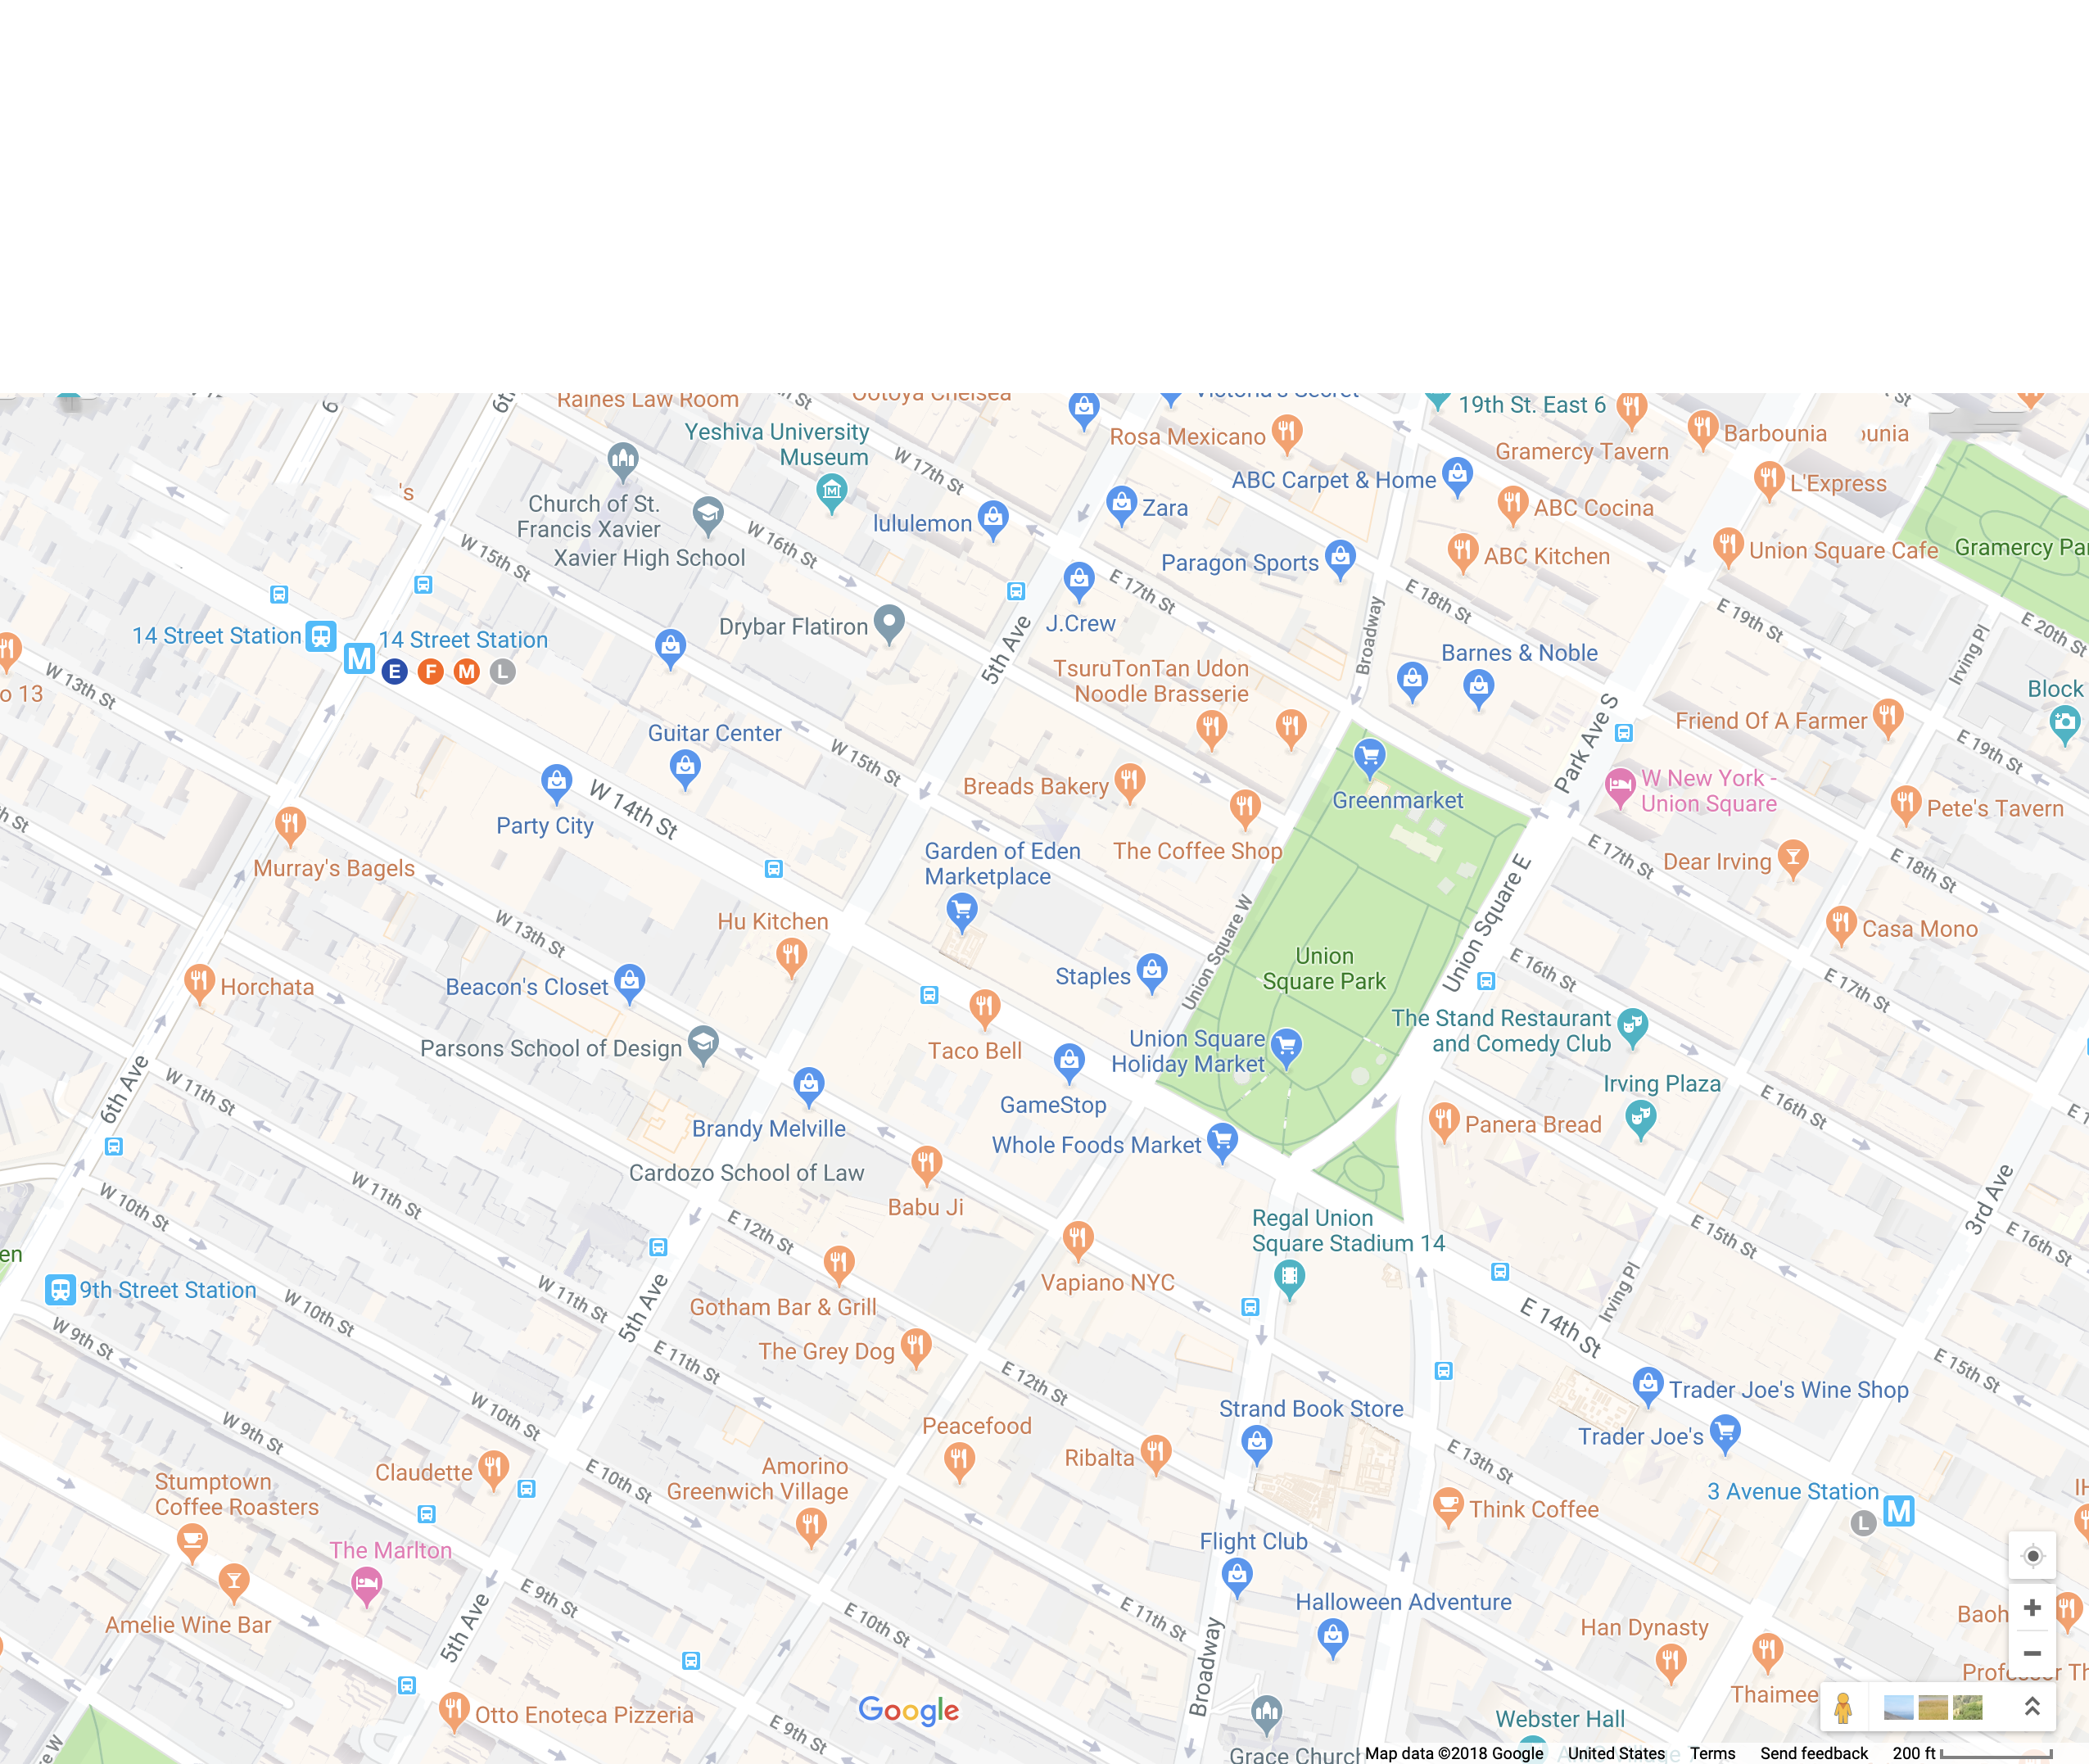 Raines Law Room
Ootoya Chelsea
Victoria's Secret
19th St. East 6
Rosa Mexicano
Barbounia
ounia
Yeshiva University
Museum
W 17th St
Gramercy Tavern
ABC Carpet & Home
L'Express
's
Church of St.
Francis Xavier
Xavier High School
W 16th St
lululemon
Zara
ABC Cocina
W 15th St
Paragon Sports
ABC Kitchen
Union Square Cafe
Gramercy Par
E 17th St
E 18th St
E 19th St
E 20th St
14 Street Station
14 Street Station
E F M L
Drybar Flatiron
J.Crew
5th Ave
Broadway
Irving Pl
Barnes & Noble
TsuruTonTan Udon
Noodle Brasserie
W 13th St
o 13
Block
Guitar Center
W 15th St
Friend Of A Farmer
E 19th St
Park Ave S
W 14th St
Party City
Breads Bakery
Greenmarket
W New York -
Union Square
Pete's Tavern
h St
Murray's Bagels
Garden of Eden
Marketplace
The Coffee Shop
E 17th St
Dear Irving
E 18th St
W 13th St
Hu Kitchen
Union Square W
Union Square E
Casa Mono
Union
Square Park
Horchata
Beacon's Closet
Staples
E 16th St
E 17th St
Parsons School of Design
Taco Bell
Union Square
Holiday Market
The Stand Restaurant
and Comedy Club
6th Ave
W 11th St
GameStop
Irving Plaza
E 16th St
Brandy Melville
Whole Foods Market
Panera Bread
Cardozo School of Law
W 11th St
W 10th St
Babu Ji
3rd Ave
E 12th St
Regal Union
Square Stadium 14
E 15th St
E 16th St
en
9th Street Station
W 10th St
W 11th St
5th Ave
Vapiano NYC
Irving Pl
Gotham Bar & Grill
E 14th St
W 9th St
The Grey Dog
E 11th St
E 12th St
E 15th St
Trader Joe's Wine Shop
Strand Book Store
W 10th St
W 9th St
Peacefood
Trader Joe's
Ribalta
E 13th St
Claudette
Amorino
Greenwich Village
E 10th St
Stumptown
Coffee Roasters
3 Avenue Station
L
Think Coffee
The Marlton
Flight Club
E 9th St
E 10th St
E 11th St
Halloween Adventure
Amelie Wine Bar
5th Ave
Han Dynasty
Baoh
Broadway
Thaimee
Otto Enoteca Pizzeria
Google
E 9th St
Webster Hall
Grace Church
Map data ©2018 Google United States Terms Send feedback 200 ft